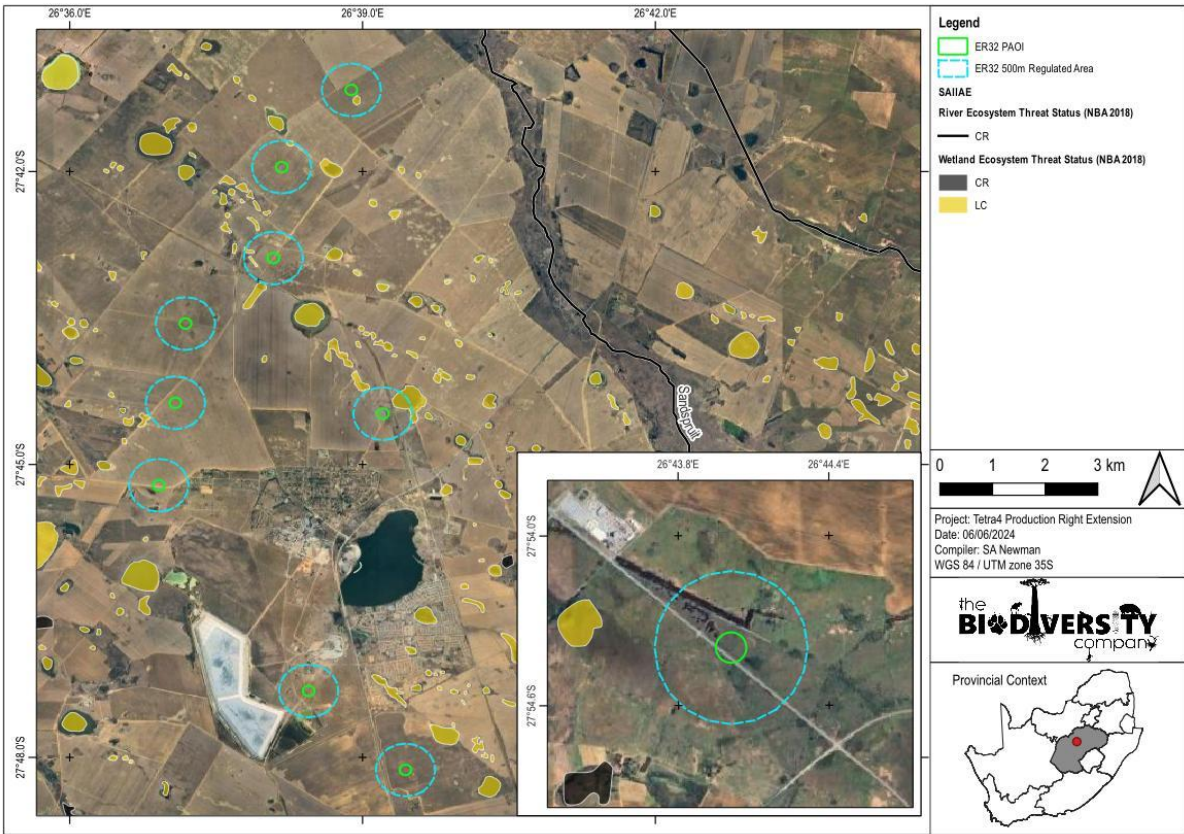 26°36.0'E
26°39.0'E
26°42.0'E
27°42.0'S
27°45.0'S
27°48.0'S
Sandspruit
26°43.8'E
26°44.4'E
27°54.0'S
27°54.6'S
Legend
ER32 PAOI
ER32 500m Regulated Area
SAIIAE
River Ecosystem Threat Status (NBA 2018)
CR
Wetland Ecosystem Threat Status (NBA 2018)
CR
LC
0 1 2 3 km
Project: Tetra4 Production Right Extension
Date: 06/06/2024
Compiler: SA Newman
WGS 84 / UTM zone 35S
the
BIODIVERSITY
company
Provincial Context